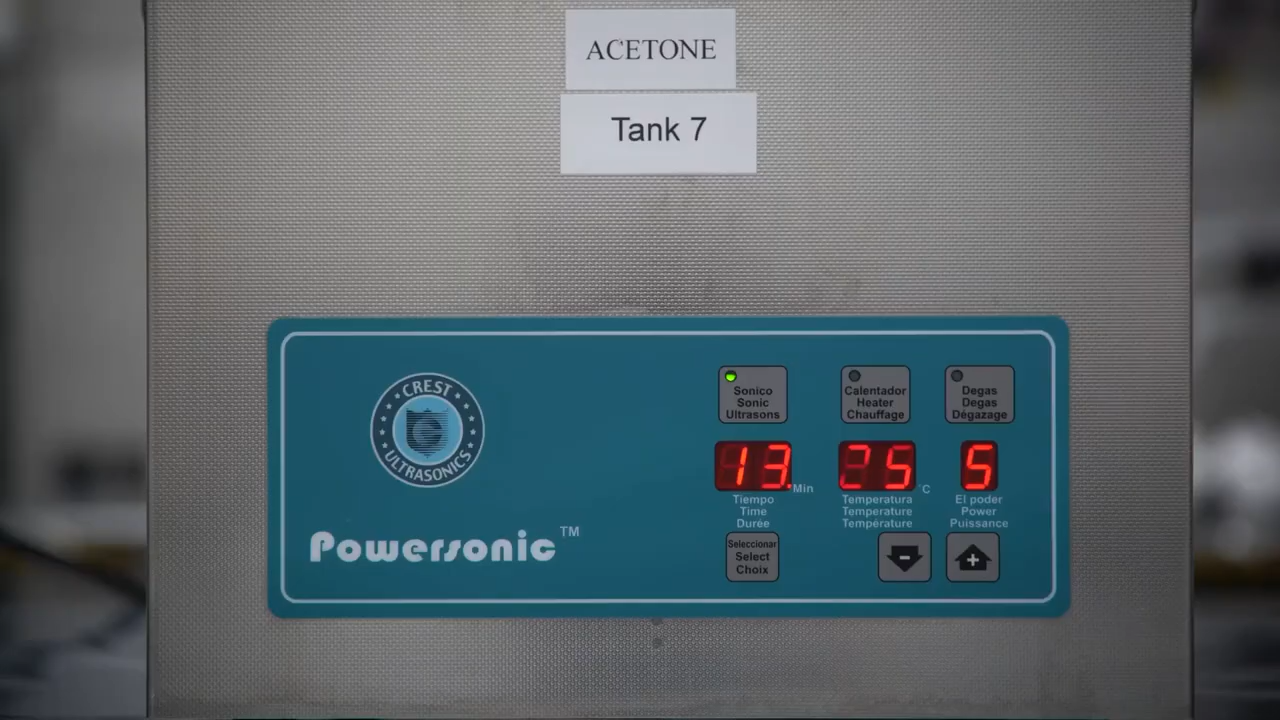 ACETONE
Tank 7
CREST
ULTRASONICS
Powersonic™
Sonico
Sonic
Ultrasons
Calentador
Heater
Chauffage
Degas
Degas
Dégazage
13. Min
25 °C
5
Tiempo
Time
Durée
Temperatura
Temperature
Température
El poder
Power
Puissance
Seleccionar
Select
Choix
-
+